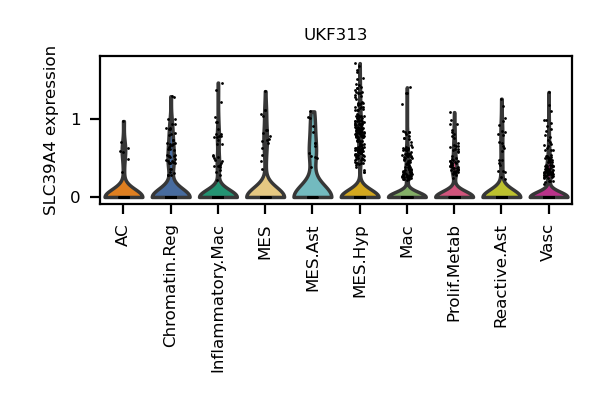 UKF313
SLC39A4 expression
1
0
AC
Chromatin.Reg
Inflammatory.Mac
MES
MES.Ast
MES.Hyp
Mac
Prolif.Metab
Reactive.Ast
Vasc